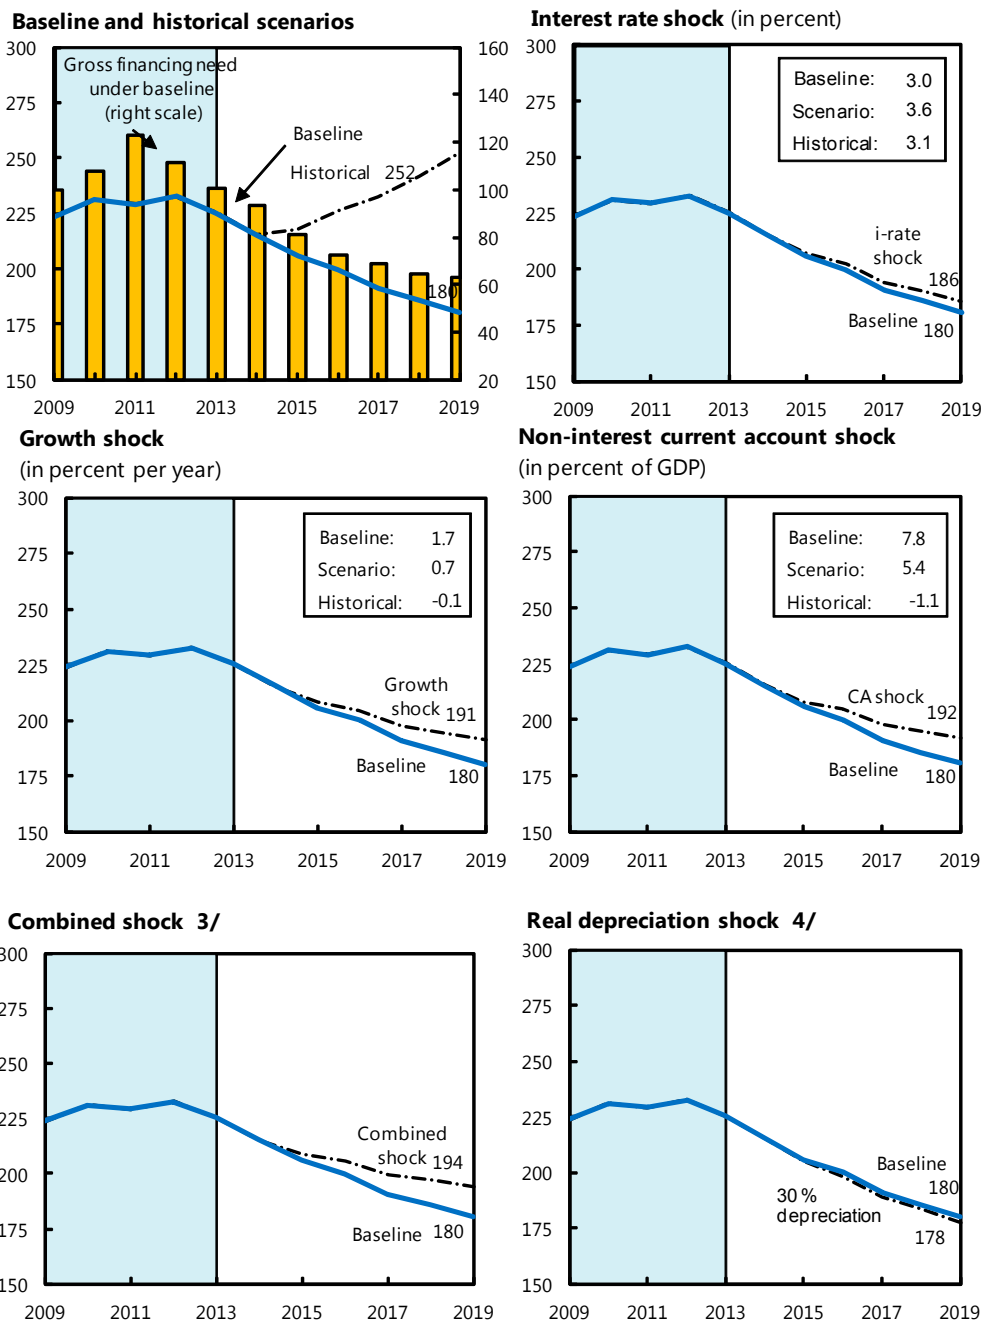 Baseline and historical scenarios
300
275
250
225
200
175
150
160
140
120
100
80
60
40
20
Gross financing need
under baseline
(right scale)
Baseline
Historical 252
180
2009 2011 2013 2015 2017 2019
Interest rate shock (in percent)
300
275
250
225
200
175
150
Baseline: 3.0
Scenario: 3.6
Historical: 3.1
i-rate
shock
186
Baseline 180
2009 2011 2013 2015 2017 2019
Growth shock
(in percent per year)
300
275
250
225
200
175
150
Baseline: 1.7
Scenario: 0.7
Historical: -0.1
Growth
shock 191
Baseline
180
2009 2011 2013 2015 2017 2019
Non-interest current account shock
(in percent of GDP)
300
275
250
225
200
175
150
Baseline: 7.8
Scenario: 5.4
Historical: -1.1
CA shock
192
Baseline 180
2009 2011 2013 2015 2017 2019
Combined shock 3/
300
275
250
225
200
175
150
Combined
shock 194
Baseline 180
2009 2011 2013 2015 2017 2019
Real depreciation shock 4/
300
275
250
225
200
175
150
Baseline
180
30 %
depreciation
178
2009 2011 2013 2015 2017 2019